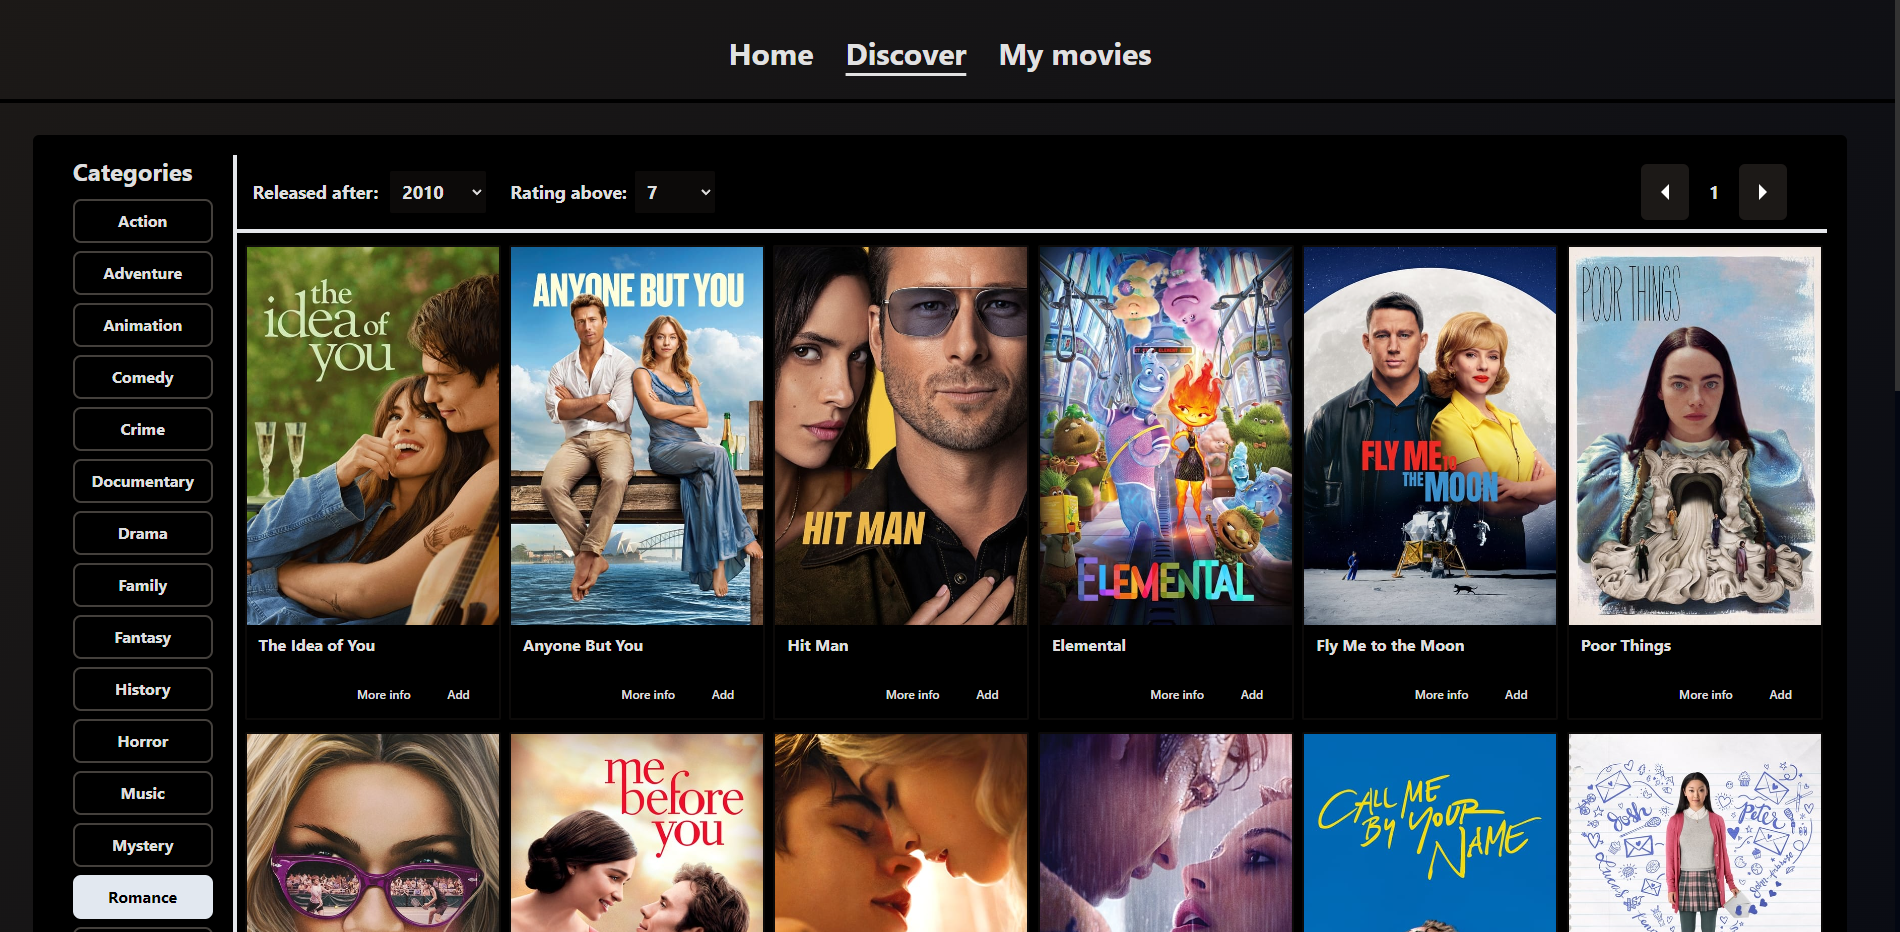 Home Discover My movies
Categories
Action
Adventure
Animation
Comedy
Crime
Documentary
Drama
Family
Fantasy
History
Horror
Music
Mystery
Romance
Released after: 2010 Rating above: 7
1
the
idea of
you
ANYONE BUT YOU
HIT MAN
ELEMENTAL
FLY ME TO
THE MOON
POOR THINGS
The Idea of You
More info Add
Anyone But You
More info Add
Hit Man
More info Add
Elemental
More info Add
Fly Me to the Moon
More info Add
Poor Things
More info Add
me
before
you
CALL ME
BY YOUR
NAME
Josh
Peter
Lucas